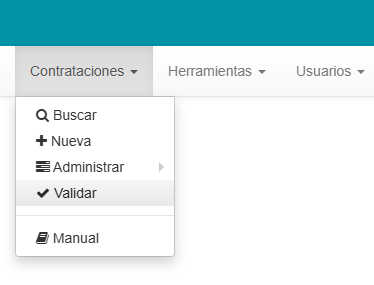 Contrataciones Herramientas Usuarios
Buscar
Nueva
Administrar
Validar
Manual